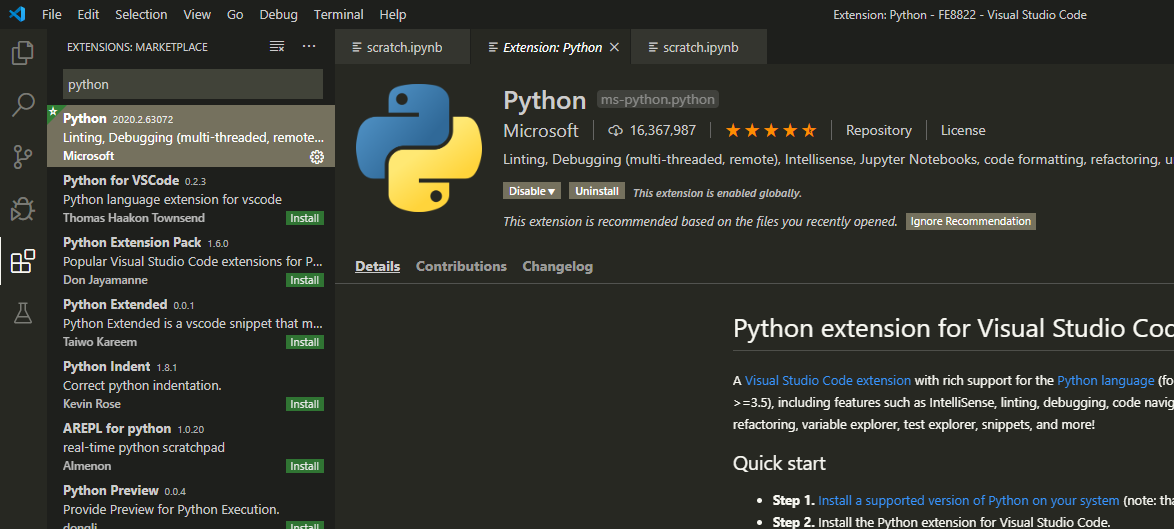 File Edit Selection View Go Debug Terminal Help Extension: Python - FE8822 - Visual Studio Code
EXTENSIONS: MARKETPLACE
python
Python 2020.2.63072
Linting, Debugging (multi-threaded, remote...
Microsoft
Python for VSCode 0.2.3
Python language extension for vscode
Thomas Haakon Townsend Install
Python Extension Pack 1.6.0
Popular Visual Studio Code extensions for P...
Don Jayamanne Install
Python Extended 0.0.1
Python Extended is a vscode snippet that m...
Taiwo Kareem Install
Python Indent 1.8.1
Correct python indentation.
Kevin Rose Install
AREPL for python 1.0.20
real-time python scratchpad
Almenon Install
Python Preview 0.0.4
Provide Preview for Python Execution.
dongli Install
scratch.ipynb Extension: Python scratch.ipynb
Python ms-python.python
Microsoft 16,367,987 Repository License
Linting, Debugging (multi-threaded, remote), Intellisense, Jupyter Notebooks, code formatting, refactoring, u
Disable Uninstall This extension is enabled globally.
This extension is recommended based on the files you recently opened. Ignore Recommendation
Details Contributions Changelog
Python extension for Visual Studio Cod
A Visual Studio Code extension with rich support for the Python language (fo
>=3.5), including features such as IntelliSense, linting, debugging, code navig
refactoring, variable explorer, test explorer, snippets, and more!
Quick start
• Step 1. Install a supported version of Python on your system (note: tha
• Step 2. Install the Python extension for Visual Studio Code.